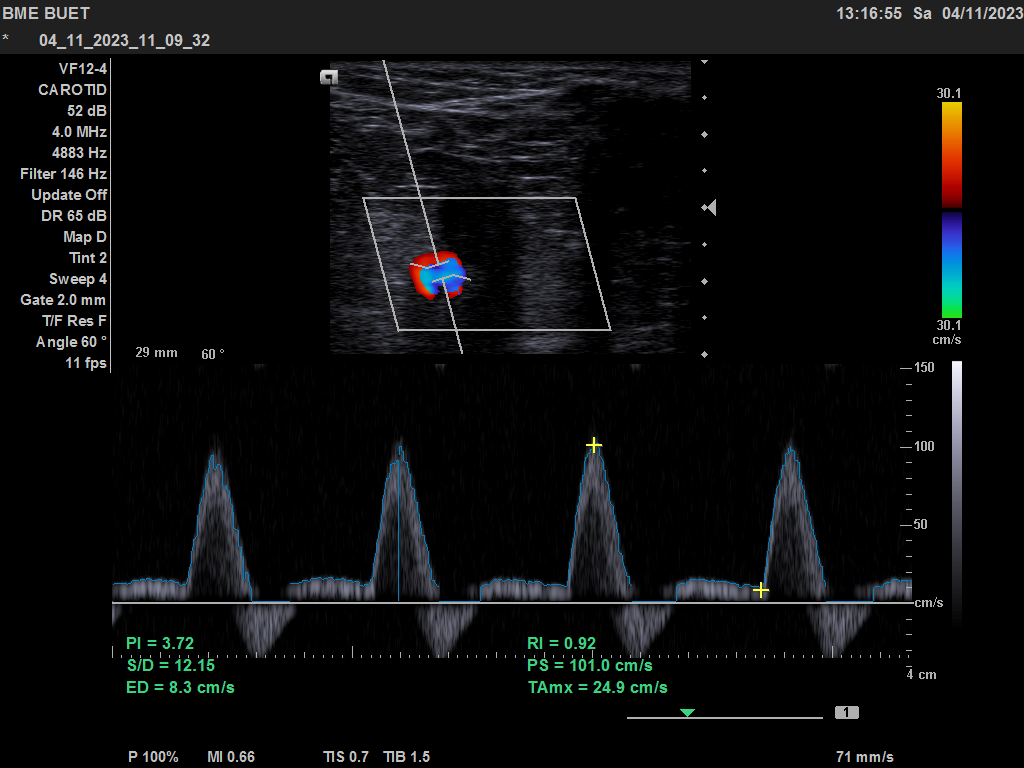 BME BUET
13:16:55 Sa 04/11/2023
* 04_11_2023_11_09_32
VF12-4
CAROTID
52 dB
4.0 MHz
4883 Hz
Filter 146 Hz
Update Off
DR 65 dB
Map D
Tint 2
Sweep 4
Gate 2.0 mm
T/F Res F
Angle 60 °
11 fps
29 mm 60 °
30.1
30.1
cm/s
150
100
50
cm/s
4 cm
PI = 3.72
S/D = 12.15
ED = 8.3 cm/s
RI = 0.92
PS = 101.0 cm/s
TAmx = 24.9 cm/s
1
P 100% MI 0.66 TIS 0.7 TIB 1.5 71 mm/s